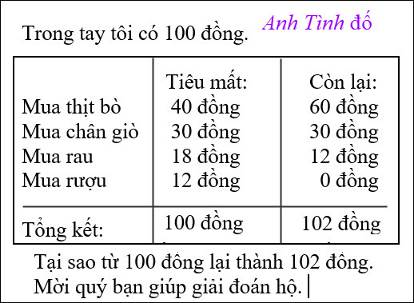 Trong tay tôi có 100 đồng. Anh Tình đố
Tiêu mất: Còn lại:
Mua thịt bò 40 đồng 60 đồng
Mua chân giò 30 đồng 30 đồng
Mua rau 18 đồng 12 đồng
Mua rượu 12 đồng 0 đồng
Tổng kết: 100 đồng 102 đồng
Tại sao từ 100 đông lại thành 102 đông.
Mời quý bạn giúp giải đoán hộ.